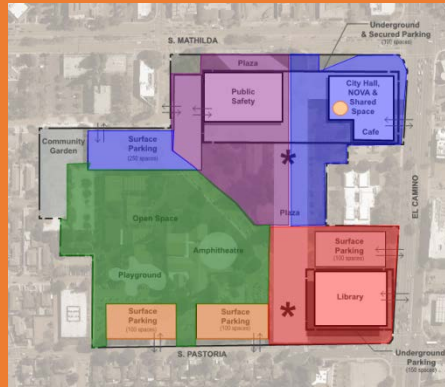 Underground
& Secured Parking
(100 spaces)
S. MATHILDA
Plaza
Public
Safety
City Hall,
NOVA &
Shared
Space
Cafe
Community
Garden
Surface
Parking
(200 spaces)
*
Plaza
EL CAMINO
Open Space
Amphitheatre
Surface
Parking
(100 spaces)
Playground
Library
*
Surface
Parking
(100 spaces)
Surface
Parking
(100 spaces)
S. PASTORIA
Underground
Parking
(100 spaces)